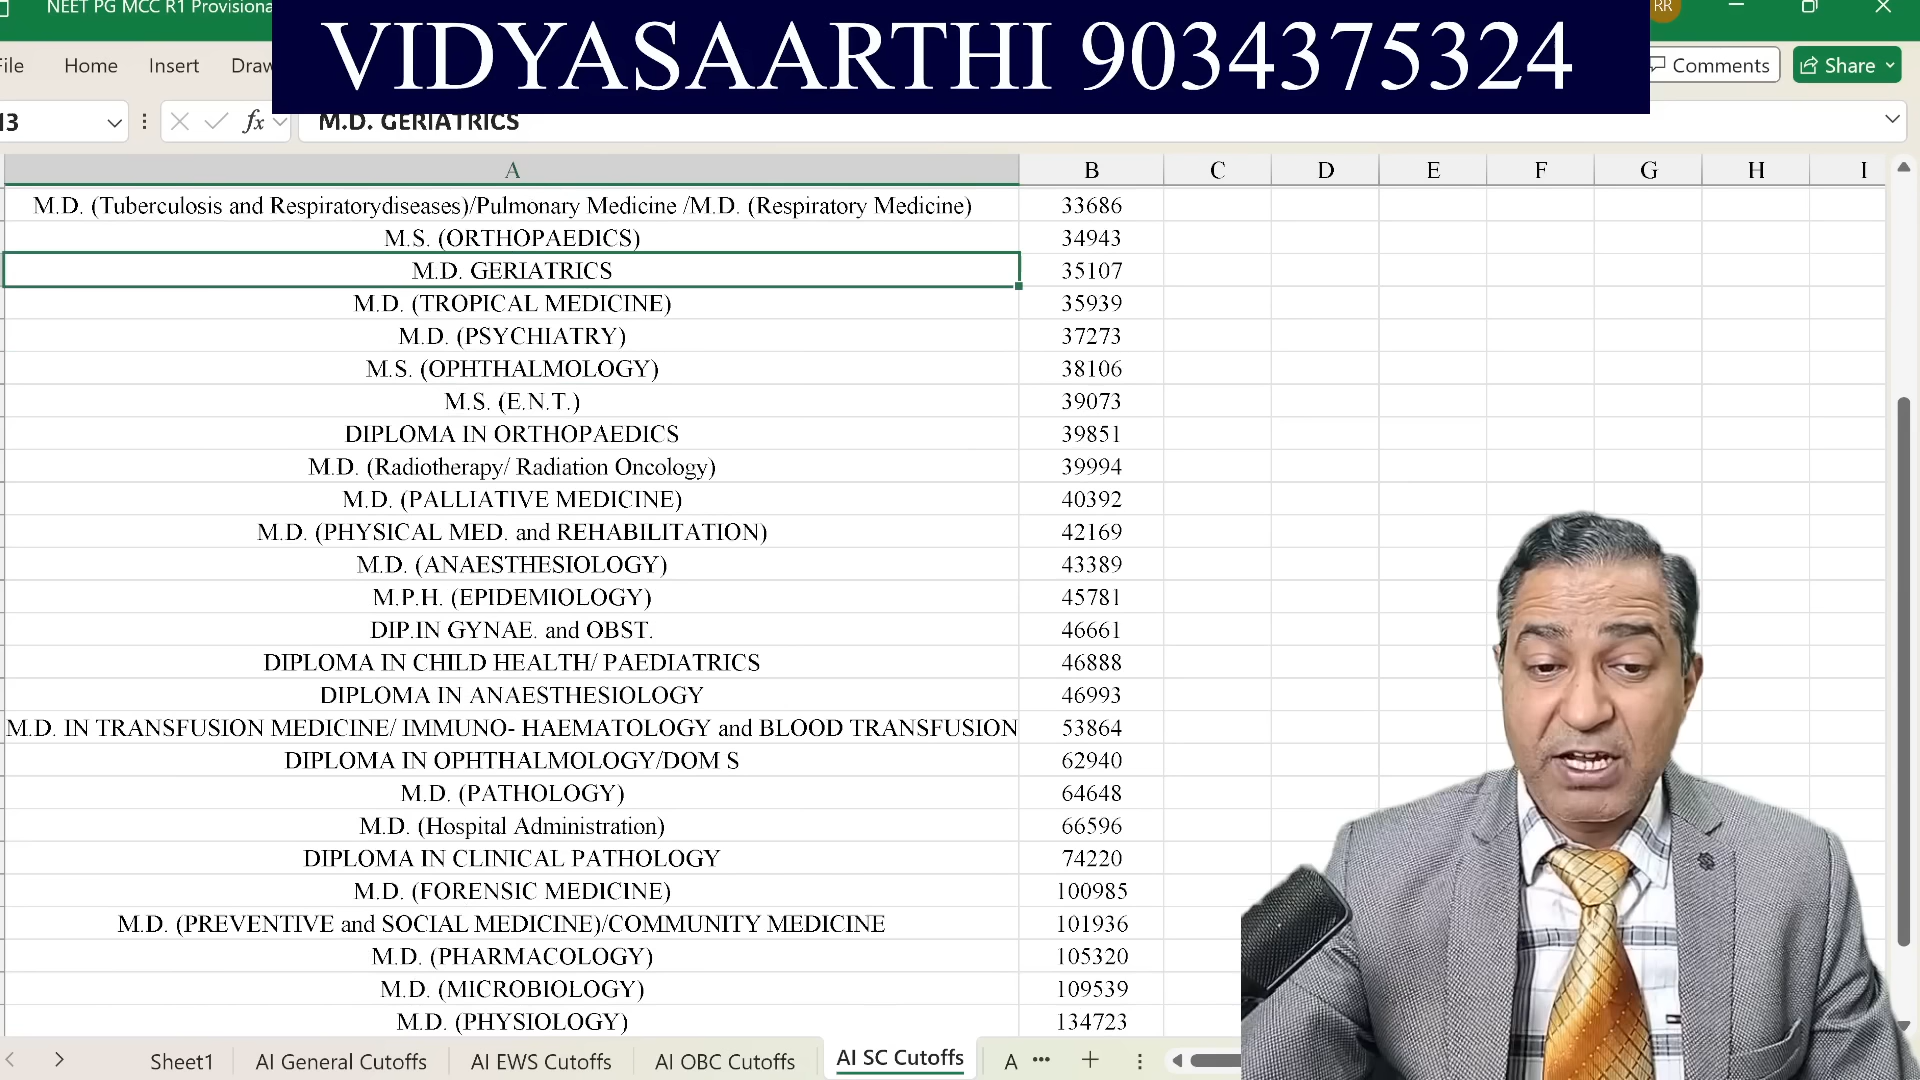 NEET PG MCC R1 Provisiona
VIDYASAARTHI 9034375324
RR
File
Home
Insert
Draw
Comments
Share
13
fx
M.D. GERIATRICS
A B C D E F G H I
M.D. (Tuberculosis and Respiratorydiseases)/Pulmonary Medicine /M.D. (Respiratory Medicine) 33686
M.S. (ORTHOPAEDICS) 34943
M.D. GERIATRICS 35107
M.D. (TROPICAL MEDICINE) 35939
M.D. (PSYCHIATRY) 37273
M.S. (OPHTHALMOLOGY) 38106
M.S. (E.N.T.) 39073
DIPLOMA IN ORTHOPAEDICS 39851
M.D. (Radiotherapy/ Radiation Oncology) 39994
M.D. (PALLIATIVE MEDICINE) 40392
M.D. (PHYSICAL MED. and REHABILITATION) 42169
M.D. (ANAESTHESIOLOGY) 43389
M.P.H. (EPIDEMIOLOGY) 45781
DIP.IN GYNAE. and OBST. 46661
DIPLOMA IN CHILD HEALTH/ PAEDIATRICS 46888
DIPLOMA IN ANAESTHESIOLOGY 46993
M.D. IN TRANSFUSION MEDICINE/ IMMUNO- HAEMATOLOGY and BLOOD TRANSFUSION 53864
DIPLOMA IN OPHTHALMOLOGY/DOM S 62940
M.D. (PATHOLOGY) 64648
M.D. (Hospital Administration) 66596
DIPLOMA IN CLINICAL PATHOLOGY 74220
M.D. (FORENSIC MEDICINE) 100985
M.D. (PREVENTIVE and SOCIAL MEDICINE)/COMMUNITY MEDICINE 101936
M.D. (PHARMACOLOGY) 105320
M.D. (MICROBIOLOGY) 109539
M.D. (PHYSIOLOGY) 134723
Sheet1
AI General Cutoffs
AI EWS Cutoffs
AI OBC Cutoffs
AI SC Cutoffs
A